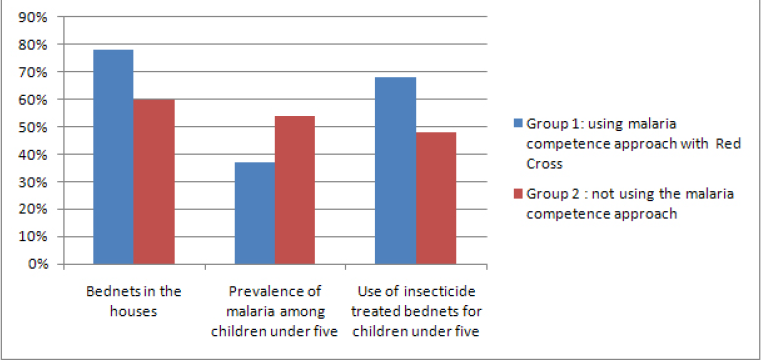 90%
80%
70%
60%
50%
40%
30%
20%
10%
0%
Bednets in the
houses
Prevalence of
malaria among
children under five
Use of insecticide
treated bednets for
children under five
Group 1: using malaria
competence approach with Red
Cross
Group 2 : not using the malaria
competence approach